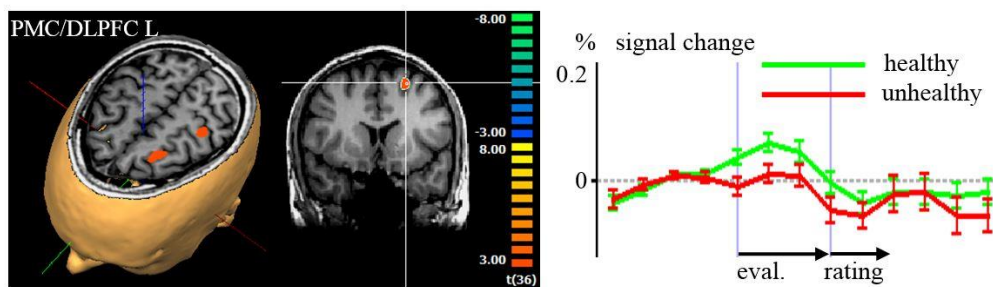 PMC/DLPFC L
-8.00
-3.00
8.00
3.00
t(36)
% signal change
0.2
0
healthy
unhealthy
eval.
rating